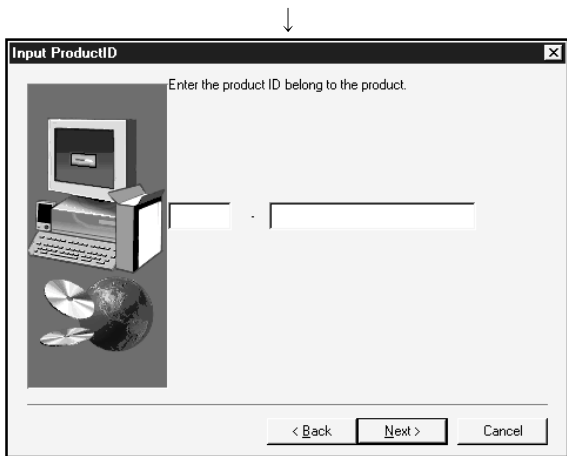 ↓
Input ProductID
Enter the product ID belong to the product.
-
< Back Next > Cancel